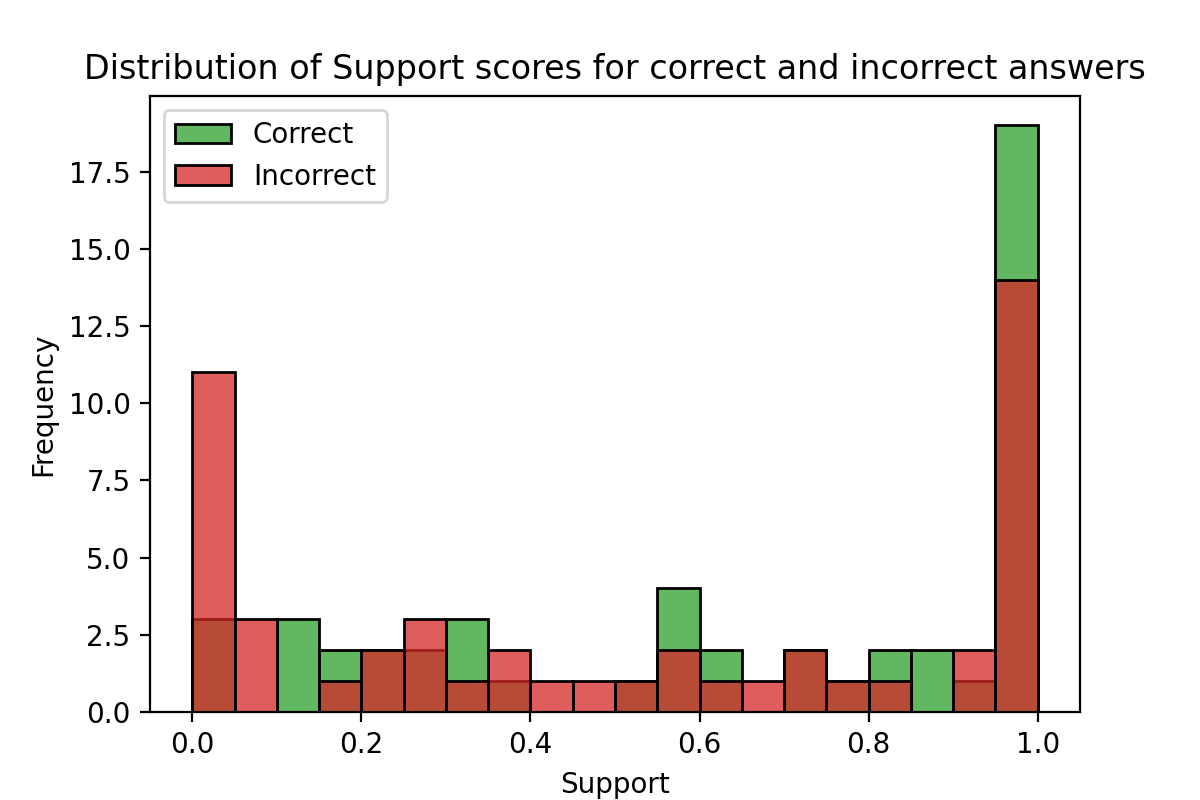 Distribution of Support scores for correct and incorrect answers
Correct
Incorrect
17.5
15.0
12.5
10.0
7.5
5.0
2.5
0.0
Frequency
0.0 0.2 0.4 0.6 0.8 1.0
Support